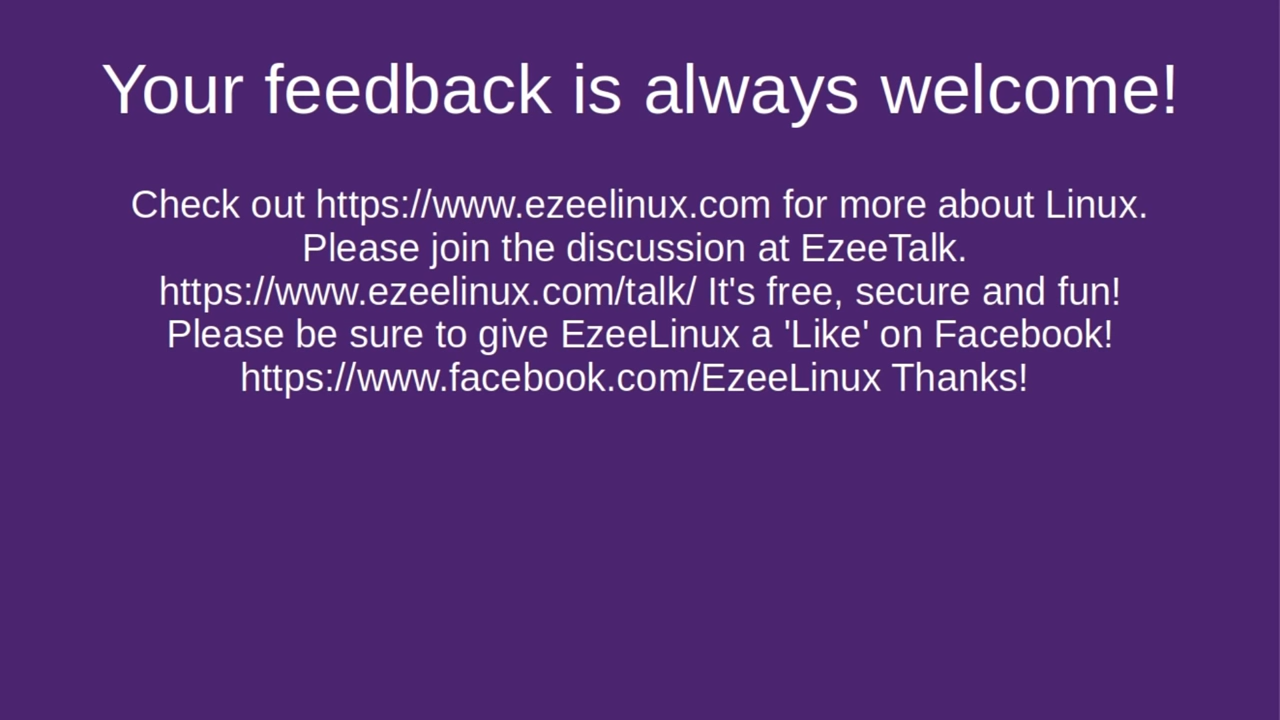 Your feedback is always welcome!
Check out https://www.ezeelinux.com for more about Linux.
Please join the discussion at EzeeTalk.
https://www.ezeelinux.com/talk/ It's free, secure and fun!
Please be sure to give EzeeLinux a 'Like' on Facebook!
https://www.facebook.com/EzeeLinux Thanks!